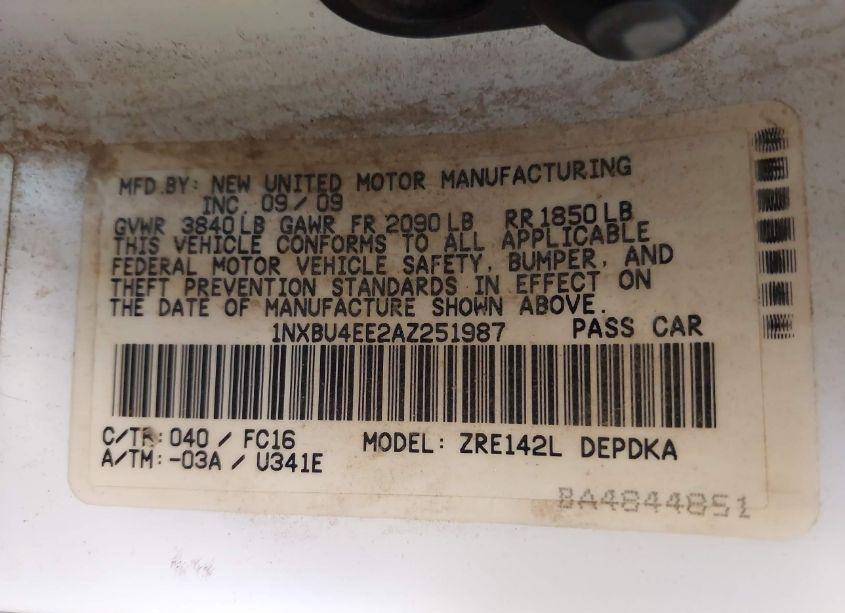 MFD.BY: NEW UNITED MOTOR MANUFACTURING
INC. 09/09
GVWR 3840LB GAWR FR 2090LB RR1850LB
THIS VEHICLE CONFORMS TO ALL APPLICABLE
FEDERAL MOTOR VEHICLE SAFETY, BUMPER, AND
THEFT PREVENTION STANDARDS IN EFFECT ON
THE DATE OF MANUFACTURE SHOWN ABOVE.
1NXBU4EE2AZ251987 PASS CAR
C/TR: 040 / FC16 MODEL: ZRE142L DEPDKA
A/TM: -03A / U341E
BA4844851